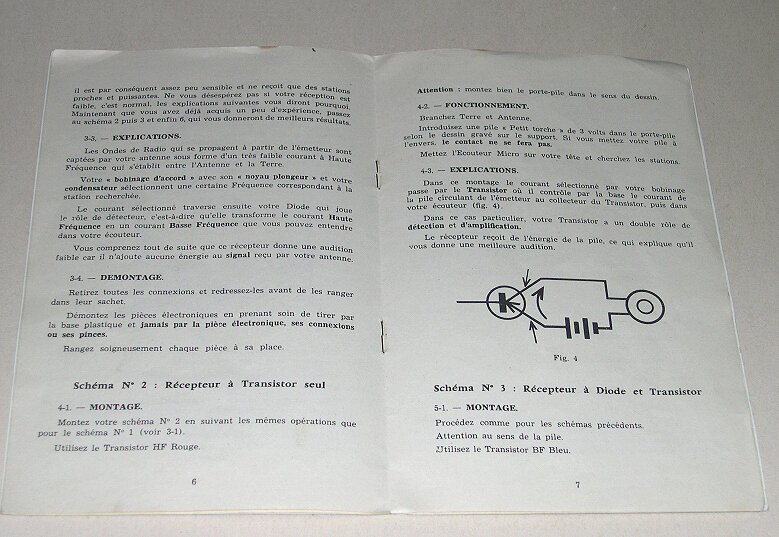 il est par conséquent assez peu sensible et ne reçoit que des stations
proches et puissantes. Ne vous désespérez pas si votre réception est
faible, c'est normal, les explications suivantes vous diront pourquoi.
Maintenant que vous avez déjà acquis un peu d'expérience, passez
au schéma 2 puis 3 et enfin 6, qui vous donneront de meilleurs résultats.
3-3. — EXPLICATIONS.
Les Ondes de Radio qui se propagent à partir de l'émetteur sont
captées par votre antenne sous forme d'un très faible courant à Haute
Fréquence qui s'établit entre l'Antenne et la Terre.
Votre « bobinage d'accord » avec son « noyau plongeur » et votre
condensateur sélectionnent une certaine Fréquence correspondant à la
station recherchée.
Le courant sélectionné traverse ensuite votre Diode qui joue
le rôle de détecteur, c'est-à-dire qu'elle transforme le courant Haute
Fréquence en un courant Basse Fréquence que vous pouvez entendre
dans votre écouteur.
Vous comprenez tout de suite que ce récepteur donne une audition
faible car il n'ajoute aucune énergie au signal reçu par votre antenne.
3-4. — DEMONTAGE.
Retirez toutes les connexions et redressez-les avant de les ranger
dans leur sachet.
Démontez les pièces électroniques en prenant soin de tirer par
la base plastique et jamais par la pièce électronique, ses connexions
ou ses pinces.
Rangez soigneusement chaque pièce à sa place.
Schéma N° 2 : Récepteur à Transistor seul
4-1. — MONTAGE.
Montez votre schéma N° 2 en suivant les mêmes opérations que
pour le schéma N° 1 (voir 3-1).
Utilisez le Transistor HF Rouge.
6
Attention : montez bien le porte-pile dans le sens du dessin.
4-2. — FONCTIONNEMENT.
Branchez Terre et Antenne.
Introduisez une pile « Petit torche » de 3 volts dans le porte-pile
selon le dessin gravé sur le support. Si vous mettez votre pile à
l'envers, le contact ne se fera pas.
Mettez l'Ecouteur Micro sur votre tête et cherchez les stations.
4-3. — EXPLICATIONS.
Dans ce montage le courant sélectionné par votre bobinage
passe par le Transistor où il contrôle par la base le courant de
la pile circulant de l'émetteur au collecteur du Transistor, puis dans
votre écouteur (fig. 4).
Dans ce cas particulier, votre Transistor a un double rôle de
détection et d'amplification.
Le récepteur reçoit de l'énergie de la pile, ce qui explique qu'il
vous donne une meilleure audition.
Fig. 4
Schéma N° 3 : Récepteur à Diode et Transistor
5-1. — MONTAGE.
Procédez comme pour les schémas précédents.
Attention au sens de la pile.
Utilisez le Transistor BF Bleu.
7